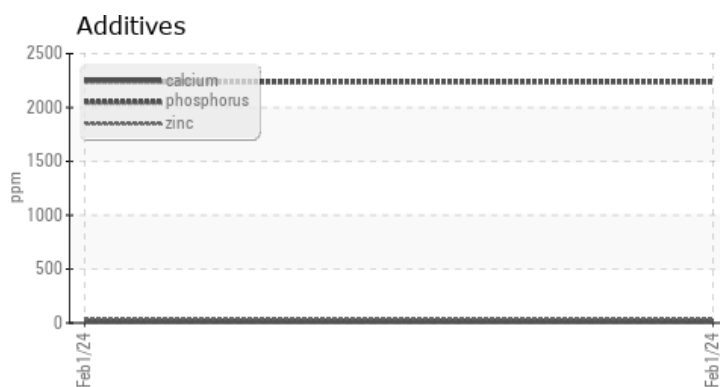 Additives
2500
2000
1500
1000
500
0
ppm
calcium
phosphorus
zinc
Feb1/24
Feb1/24